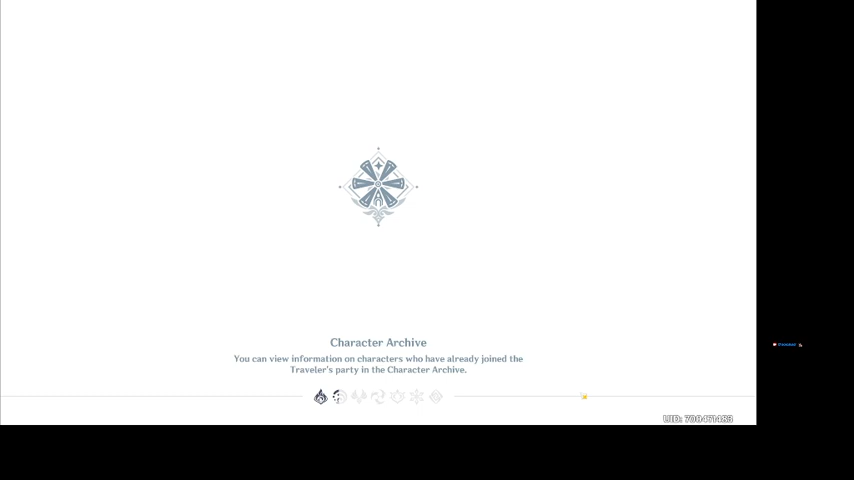 Character Archive
You can view information on characters who have already joined the
Traveler's party in the Character Archive.